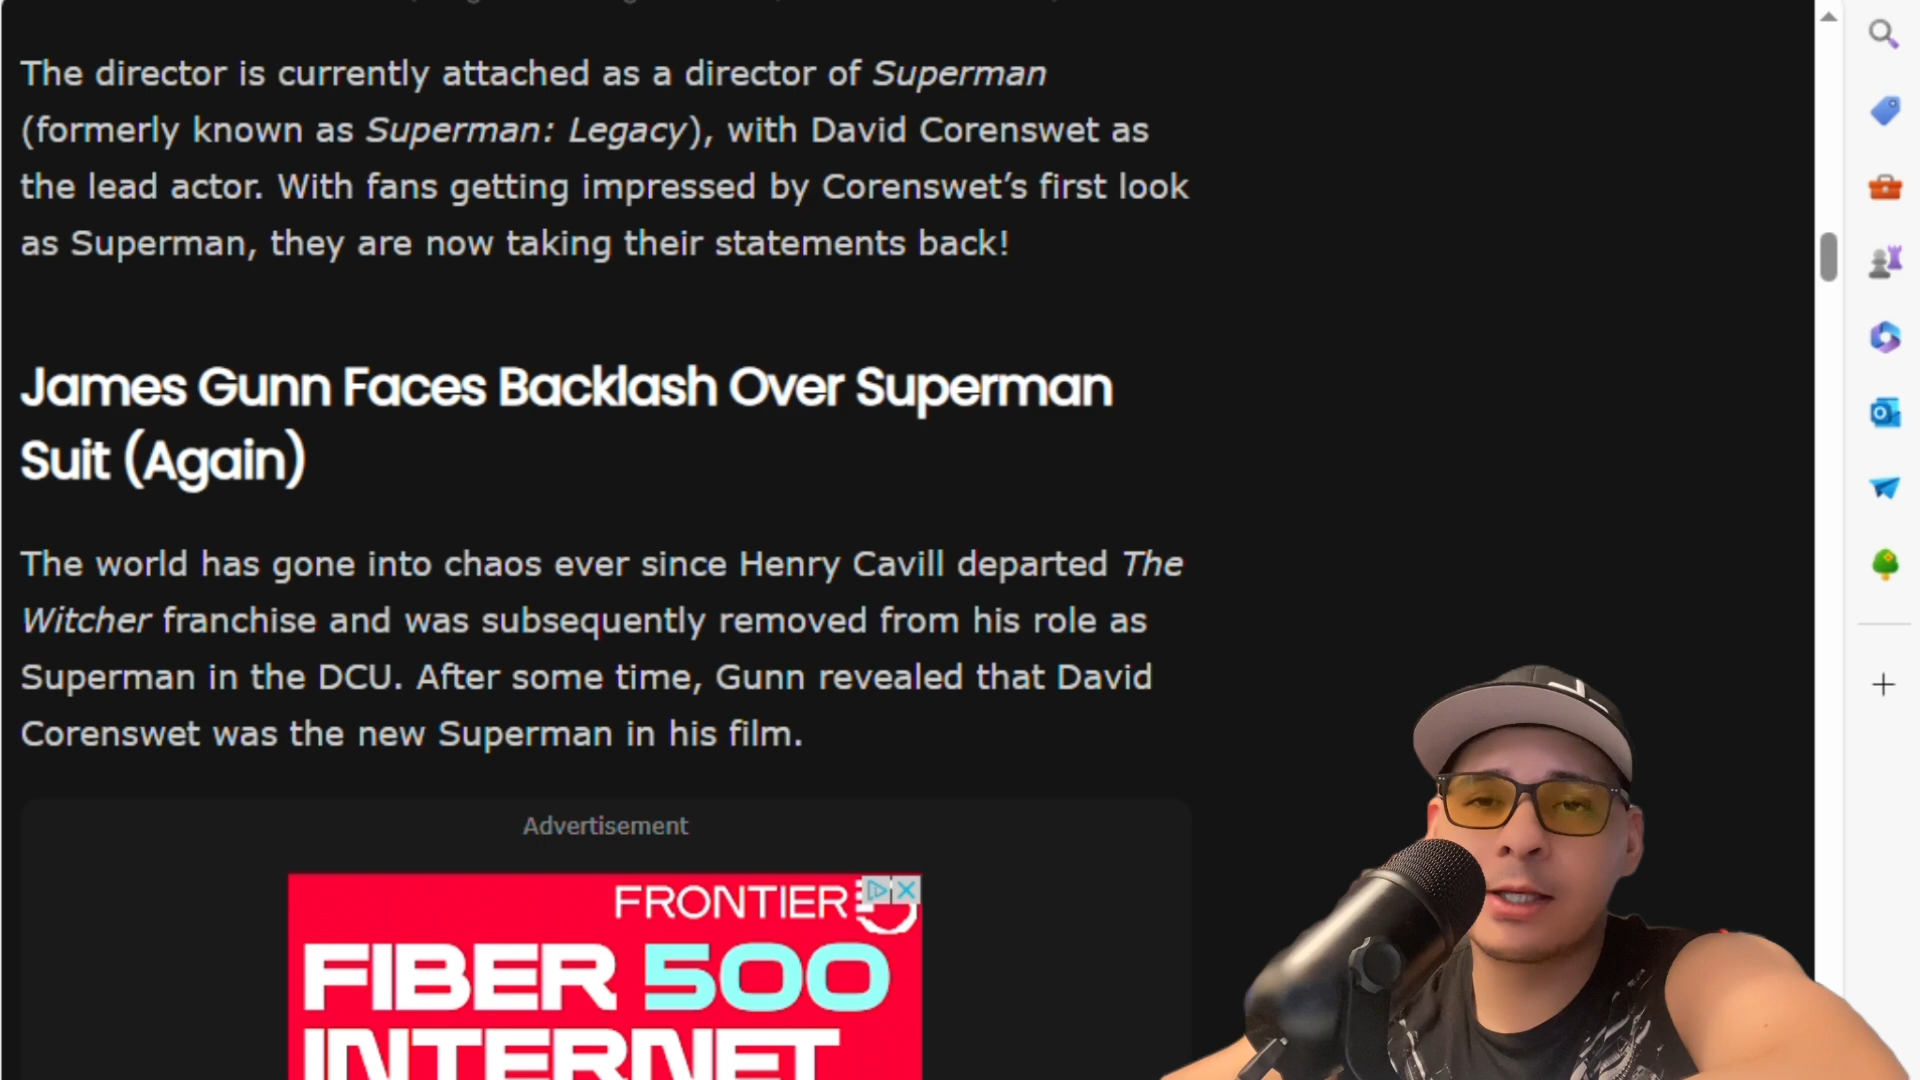 The director is currently attached as a director of Superman
(formerly known as Superman: Legacy), with David Corenswet as
the lead actor. With fans getting impressed by Corenswet’s first look
as Superman, they are now taking their statements back!
James Gunn Faces Backlash Over Superman
Suit (Again)
The world has gone into chaos ever since Henry Cavill departed The
Witcher franchise and was subsequently removed from his role as
Superman in the DCU. After some time, Gunn revealed that David
Corenswet was the new Superman in his film.
Advertisement
FRONTIER
FIBER 500
INTERNET